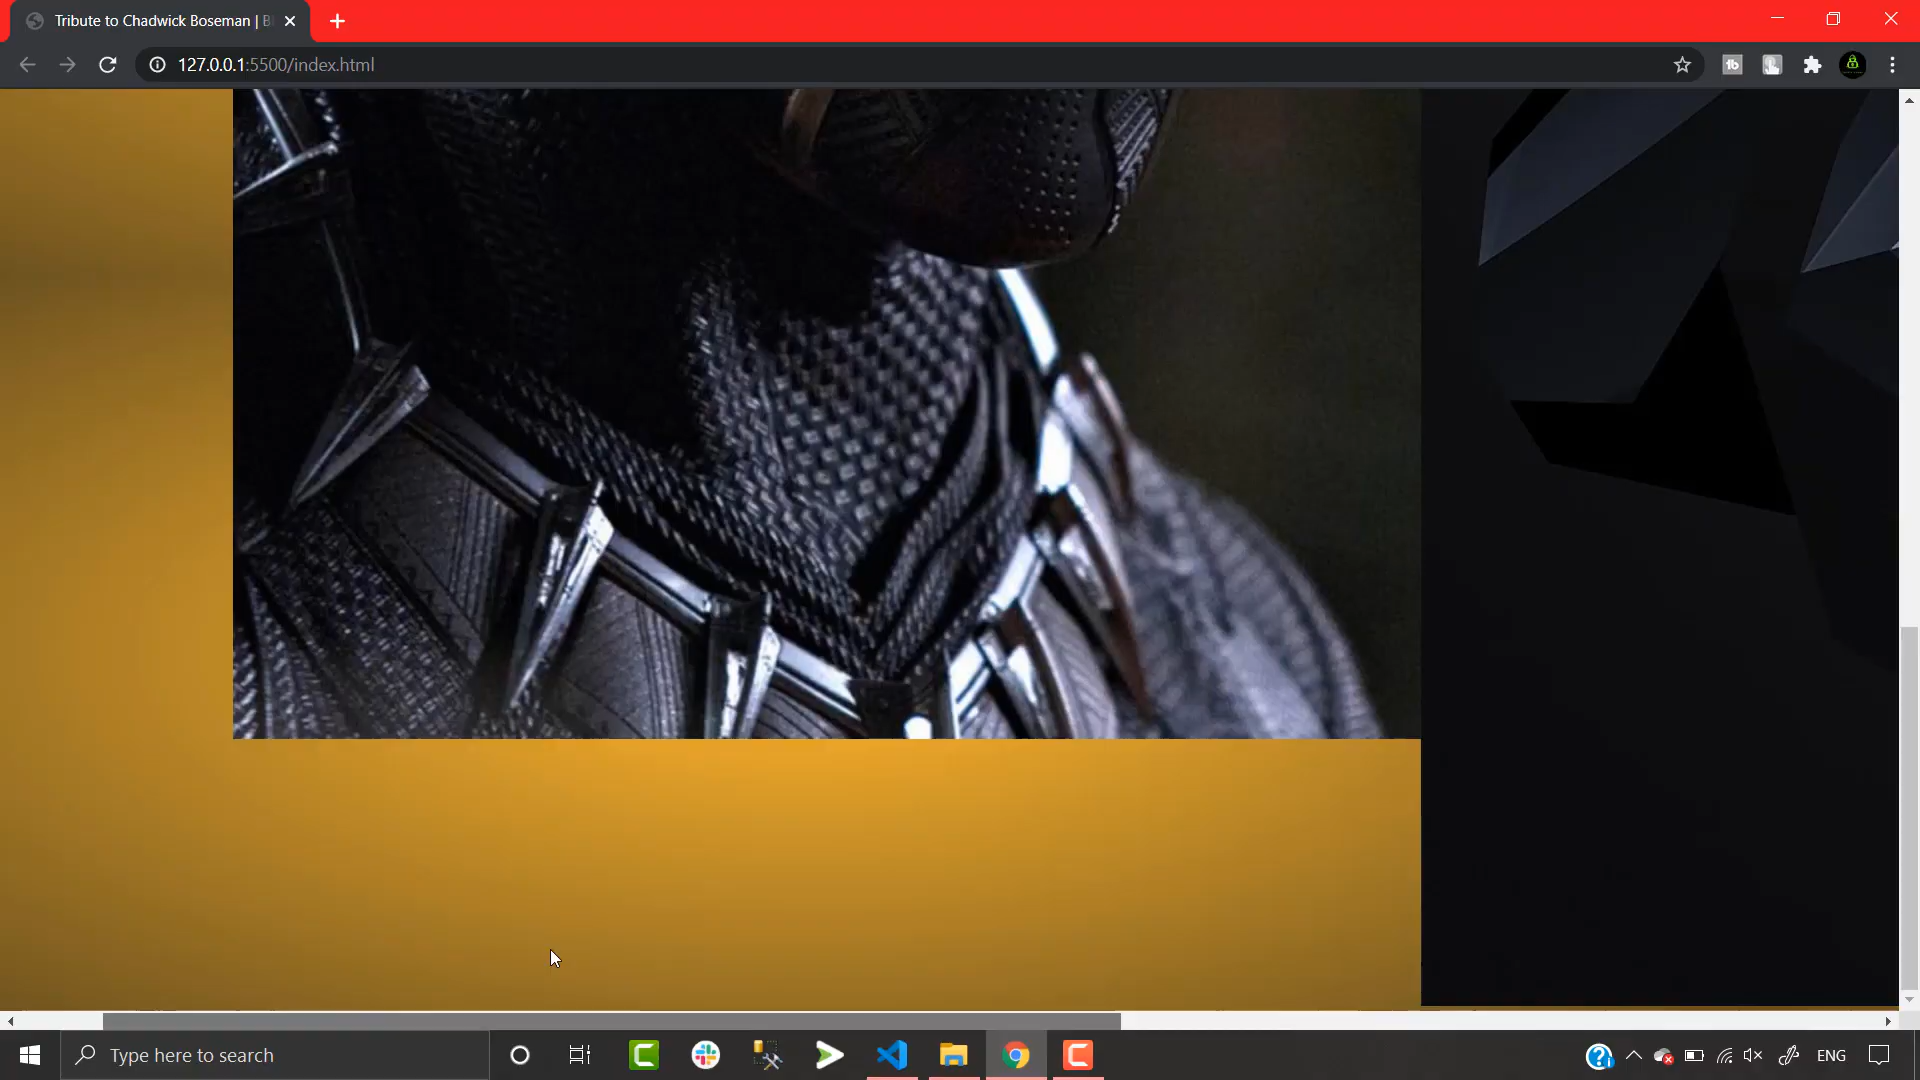 Tribute to Chadwick Boseman | B
127.0.0.1:5500/index.html
Type here to search
ENG